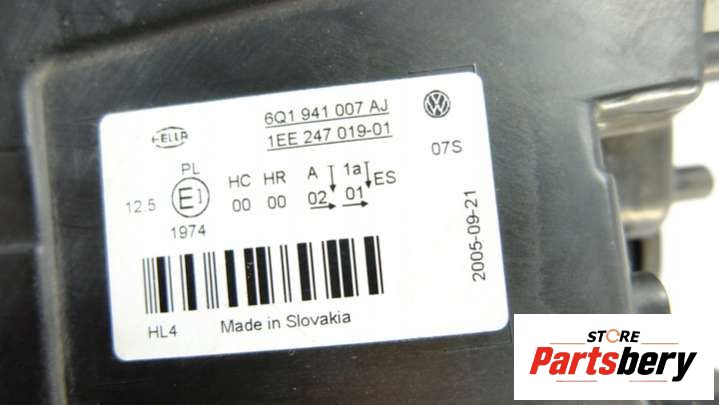 HELLA
6Q1 941 007 AJ
1EE 247 019-01
07S
PL
12.5
E1
HC HR A 1a ES
00 00 02 01
1974
2005-09-21
HL4
Made in Slovakia
STORE
Partsbery